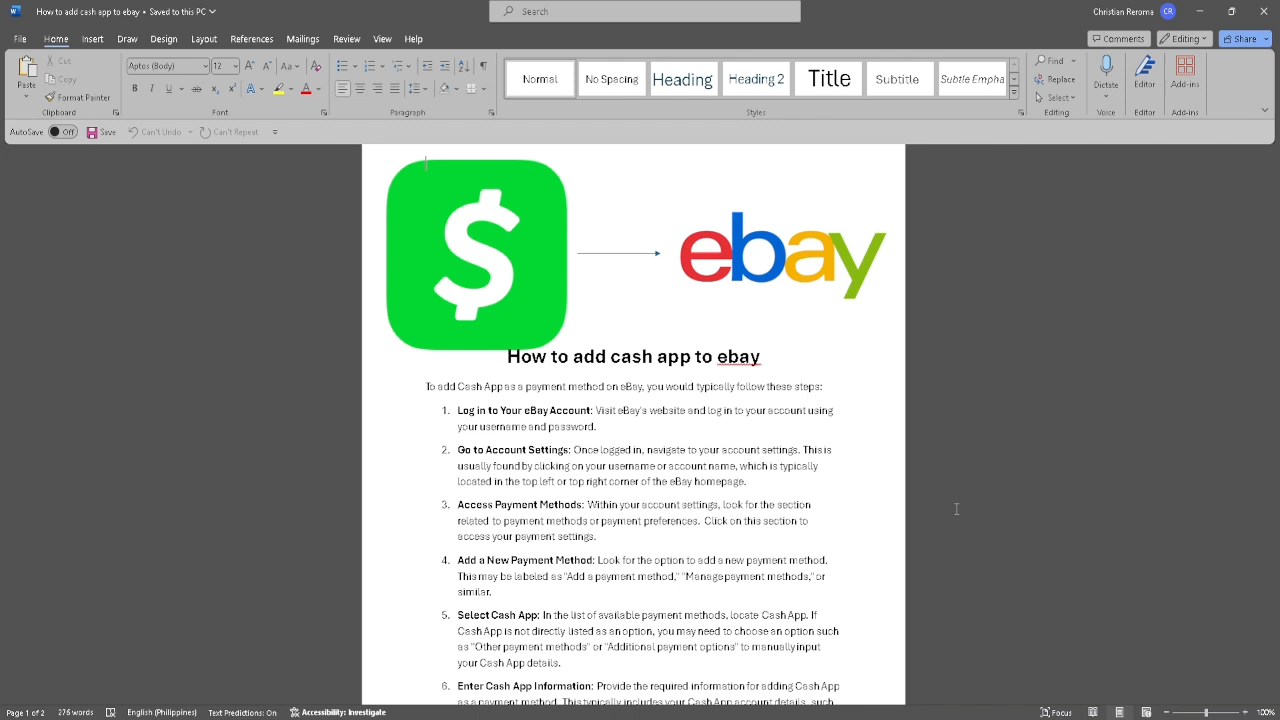 How to add cash app to ebay • Saved to this PC
Search
Christian Reroma CR
File Home Insert Draw Design Layout References Mailings Review View Help
Comments Editing Share
Paste
Cut
Copy
Format Painter
Clipboard
Aptos (Body) 12
Font
Paragraph
Normal No Spacing Heading Heading 2 Title Subtitle Subtle Empha
Styles
Find
Replace
Select
Editing
Dictate
Voice
Editor
Editor
Add-ins
Add-ins
AutoSave Off Save Can't Undo Can't Repeat
$
ebay
How to add cash app to ebay
To add Cash App as a payment method on eBay, you would typically follow these steps:
1. Log in to Your eBay Account: Visit eBay's website and log in to your account using
your username and password.
2. Go to Account Settings: Once logged in, navigate to your account settings. This is
usually found by clicking on your username or account name, which is typically
located in the top left or top right corner of the eBay homepage.
3. Access Payment Methods: Within your account settings, look for the section
related to payment methods or payment preferences. Click on this section to
access your payment settings.
4. Add a New Payment Method: Look for the option to add a new payment method.
This may be labeled as "Add a payment method," "Manage payment methods," or
similar.
5. Select Cash App: In the list of available payment methods, locate Cash App. If
Cash App is not directly listed as an option, you may need to choose an option such
as "Other payment methods" or "Additional payment options" to manually input
your Cash App details.
6. Enter Cash App Information: Provide the required information for adding Cash App
as a payment method. This typically includes your Cash App account details, such
Page 1 of 2 276 words English (Philippines) Text Predictions: On Accessibility: Investigate Focus 100%